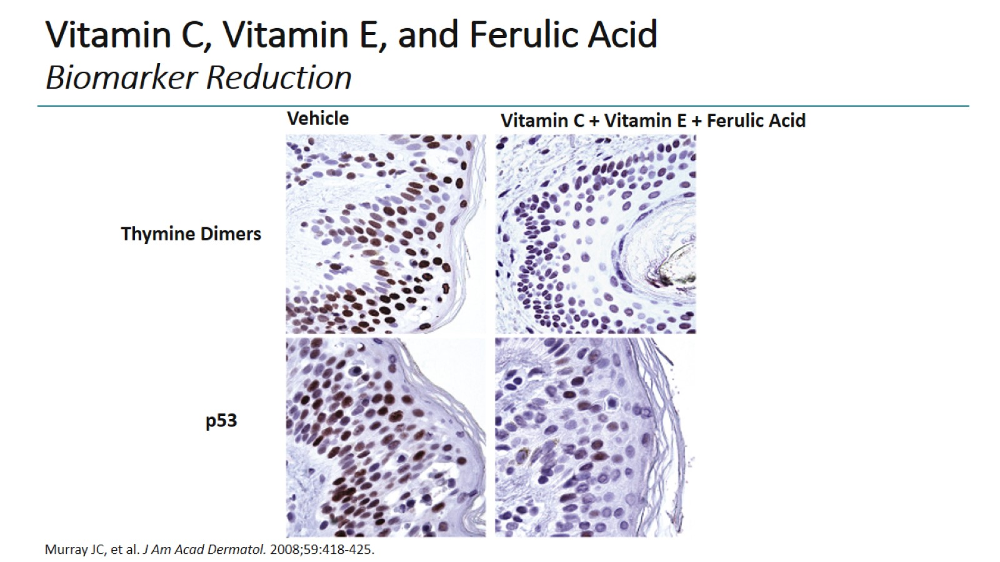 Vitamin C, Vitamin E, and Ferulic Acid
Biomarker Reduction
Vehicle
Vitamin C + Vitamin E + Ferulic Acid
Thymine Dimers
p53
Murray JC, et al. J Am Acad Dermatol. 2008;59:418-425.